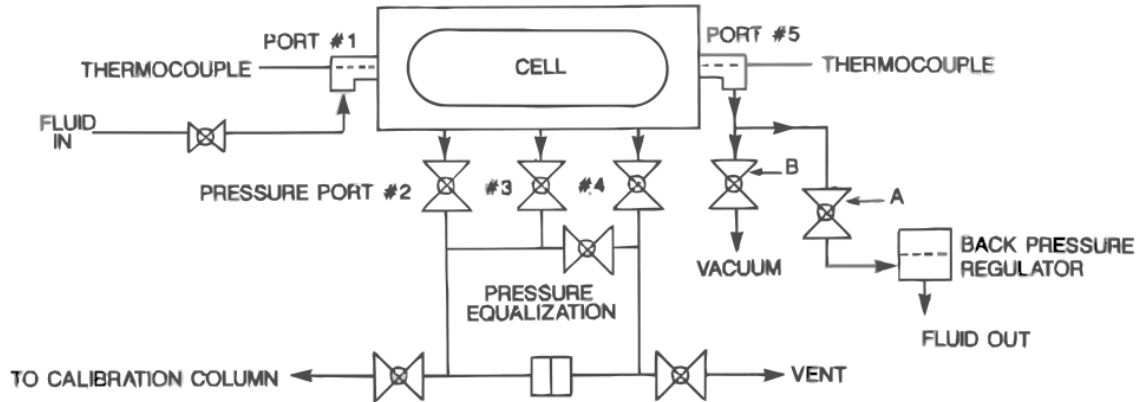 PORT #1
PORT #5
THERMOCOUPLE
CELL
THERMOCOUPLE
FLUID
IN
PRESSURE PORT #2
#3
#4
B
A
VACUUM
BACK PRESSURE
REGULATOR
PRESSURE
EQUALIZATION
FLUID OUT
TO CALIBRATION COLUMN
VENT